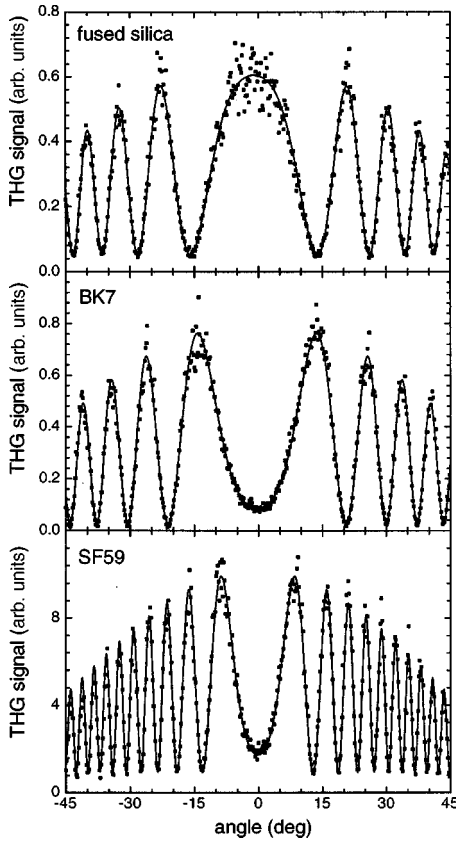 0.8
fused silica
THG signal (arb. units)
0.6
0.4
0.2
0.0
BK7
THG signal (arb. units)
0.8
0.6
0.4
0.2
0.0
SF59
THG signal (arb. units)
8
4
0
-45 -30 -15 0 15 30 45
angle (deg)